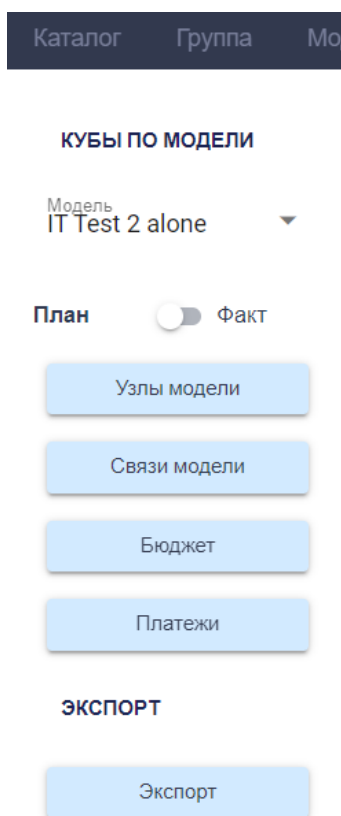 Каталог Группа Мо
КУБЫ ПО МОДЕЛИ
Модель
IT Test 2 alone
План Факт
Узлы модели
Связи модели
Бюджет
Платежи
ЭКСПОРТ
Экспорт